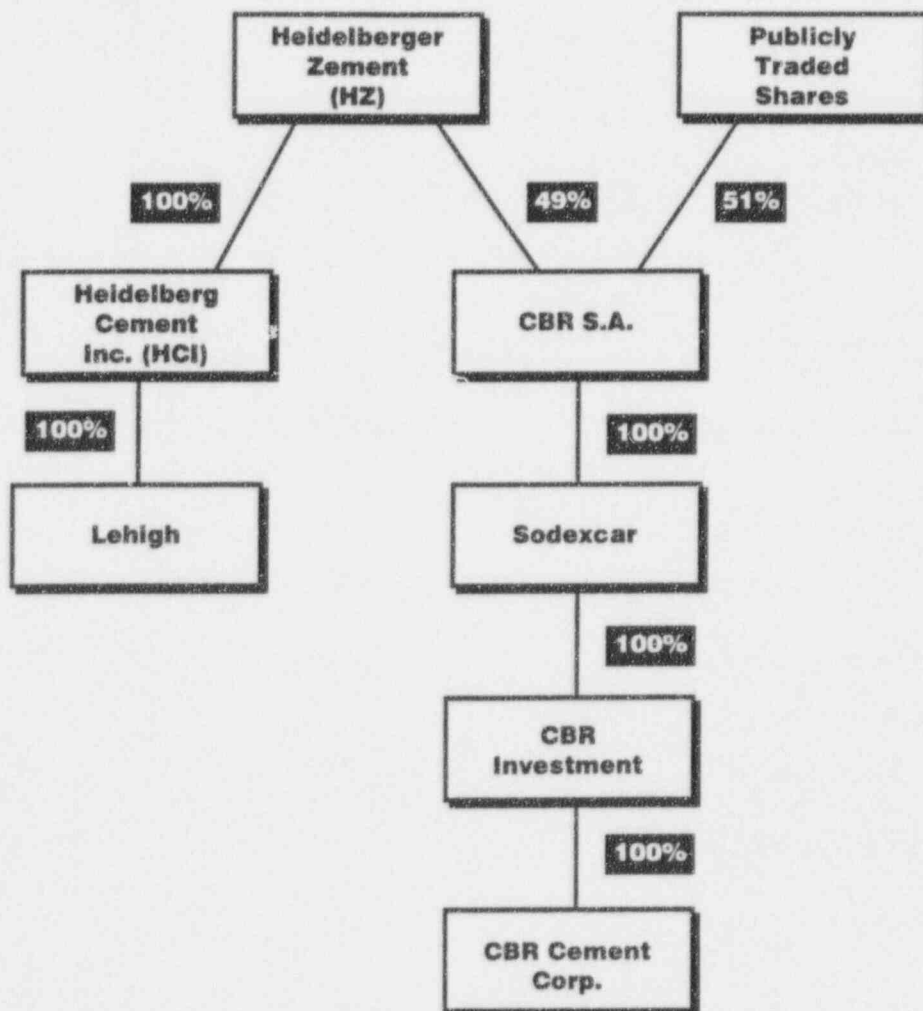 Heidelberger
Zement
(HZ)
Publicly
Traded
Shares
100%
49%
51%
Heidelberg
Cement
Inc. (HCI)
CBR S.A.
100%
100%
Lehigh
Sodexcar
100%
CBR
Investment
100%
CBR Cement
Corp.